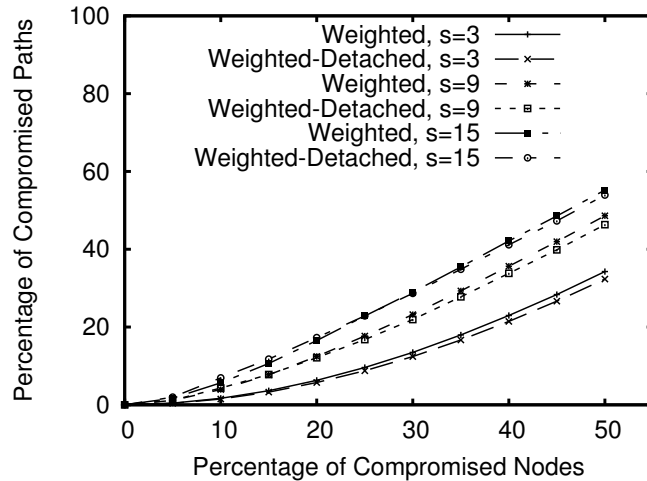 Percentage of Compromised Paths
100
80
60
40
20
0
Weighted, s=3
Weighted-Detached, s=3
Weighted, s=9
Weighted-Detached, s=9
Weighted, s=15
Weighted-Detached, s=15
0 10 20 30 40 50
Percentage of Compromised Nodes